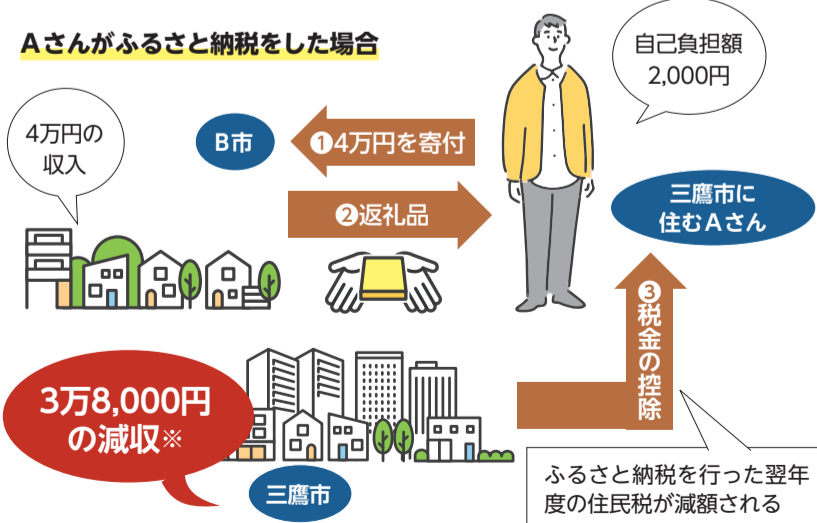 Aさんがふるさと納税をした場合
自己負担額
2,000円
4万円の
収入
B市
❶4万円を寄付
❷返礼品
三鷹市に
住むAさん
❸税金の控除
3万8,000円
の減収※
三鷹市
ふるさと納税を行った翌年
度の住民税が減額される